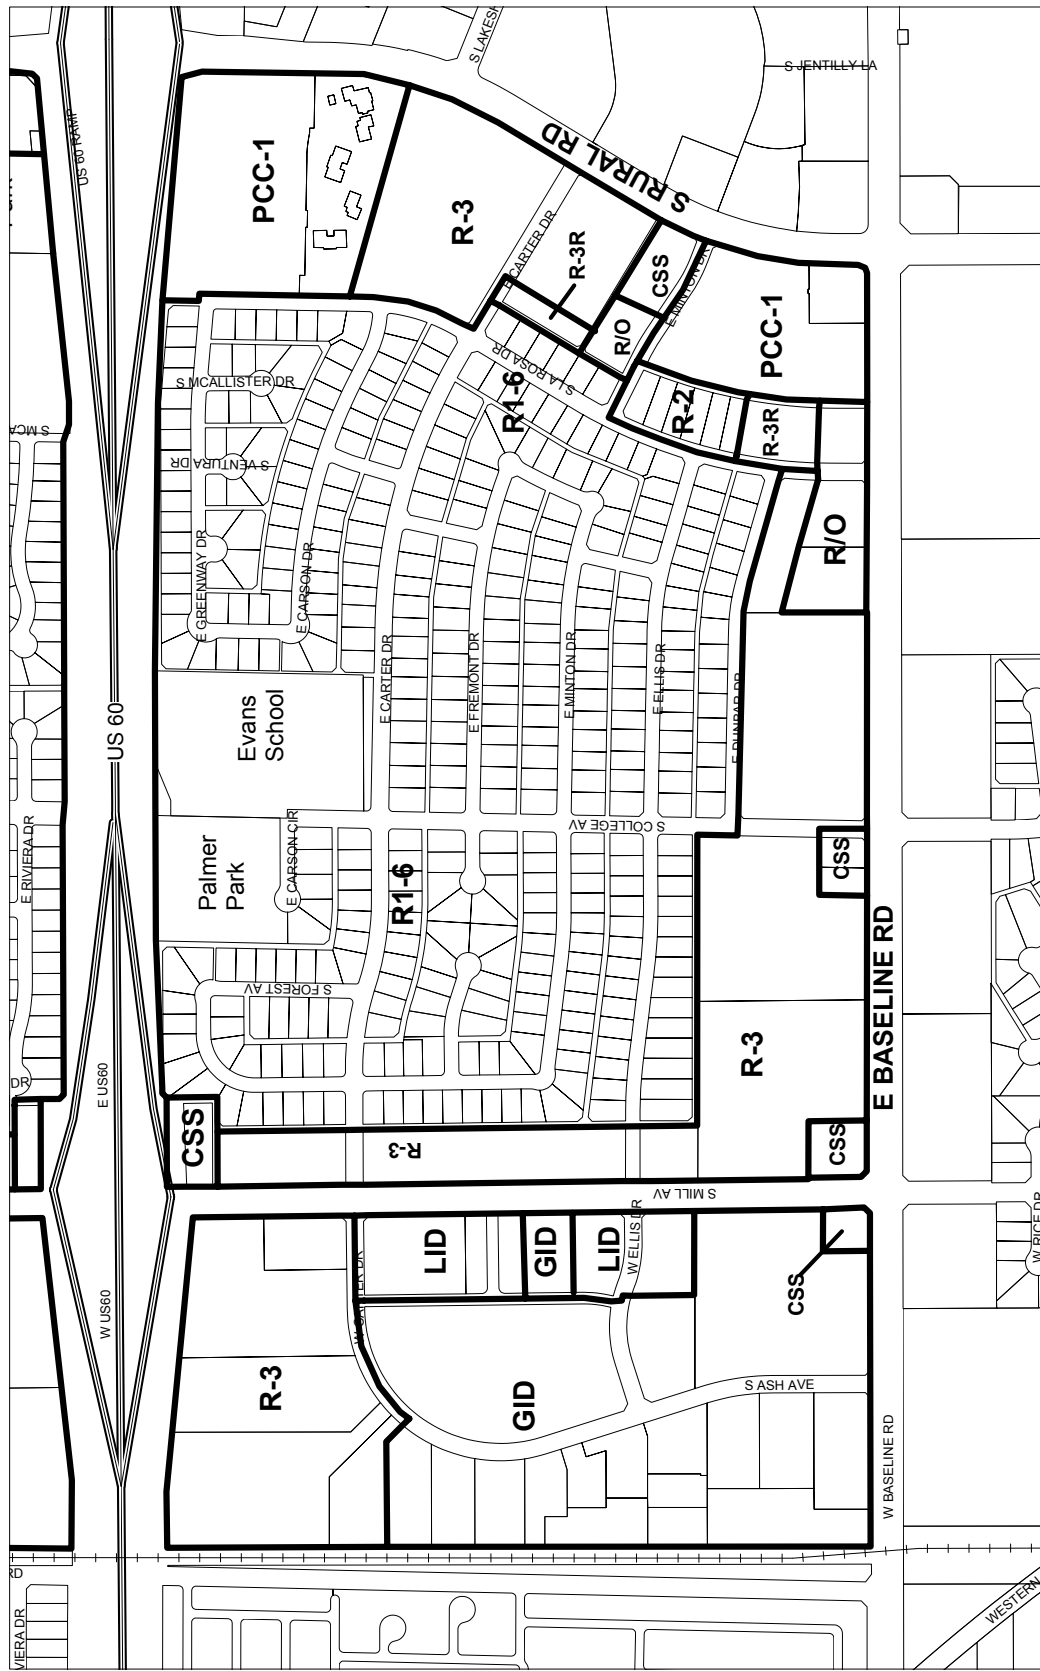 S LAKESH
S JENTILLY LA
US 60 RAMP
PCC-1
S RURAL RD
R-3
E CARTER DR
R-3R
CSS
E MINTON DR
R/O
PCC-1
S LA ROSA DR
S MCALLISTER DR
R1-6
R-2
S MCA
R-3R
S VENTURA DR
R/O
E GREENWAY DR
E CARSON DR
E CARTER DR
E FREMONT DR
E MINTON DR
E ELLIS DR
E DUNBAR DR
US 60
Evans
School
S COLLEGE AV
E RIVIERA DR
Palmer
Park
E CARSON CIR
R1-6
CSS
E BASELINE RD
S FOREST AV
R-3
E US60
DR
CSS
R-3
CSS
S MILL AV
W RICE DR
LID
GID
LID
W ELLIS DR
W CARTER DR
CSS
W US60
R-3
GID
S ASH AVE
W BASELINE RD
RD
VIERA DR
WESTERN